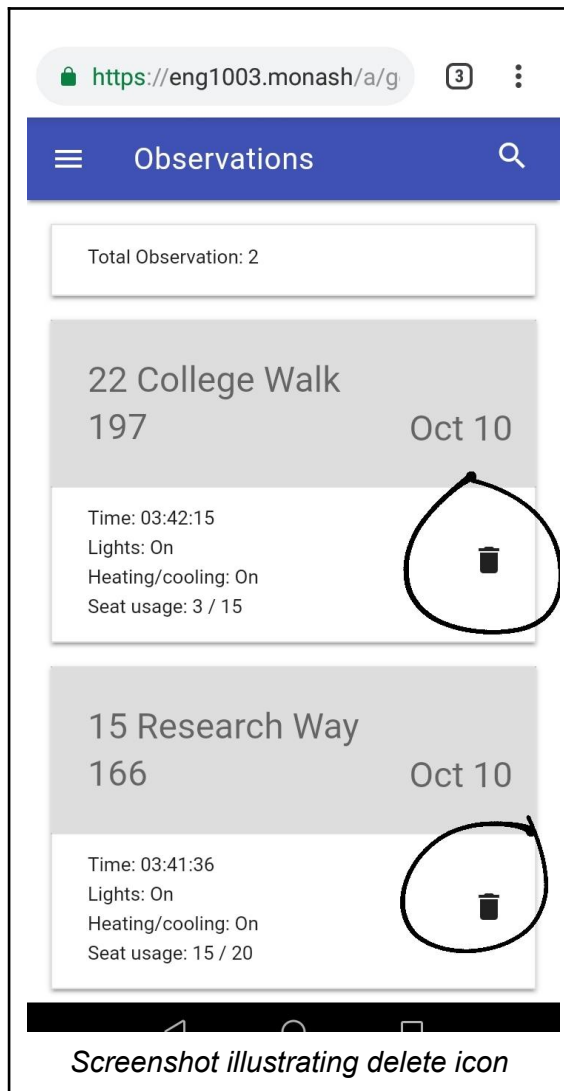 https://eng1003.monash/a/g
3
Observations
Total Observation: 2
22 College Walk
197
Oct 10
Time: 03:42:15
Lights: On
Heating/cooling: On
Seat usage: 3 / 15
15 Research Way
166
Oct 10
Time: 03:41:36
Lights: On
Heating/cooling: On
Seat usage: 15 / 20
Screenshot illustrating delete icon